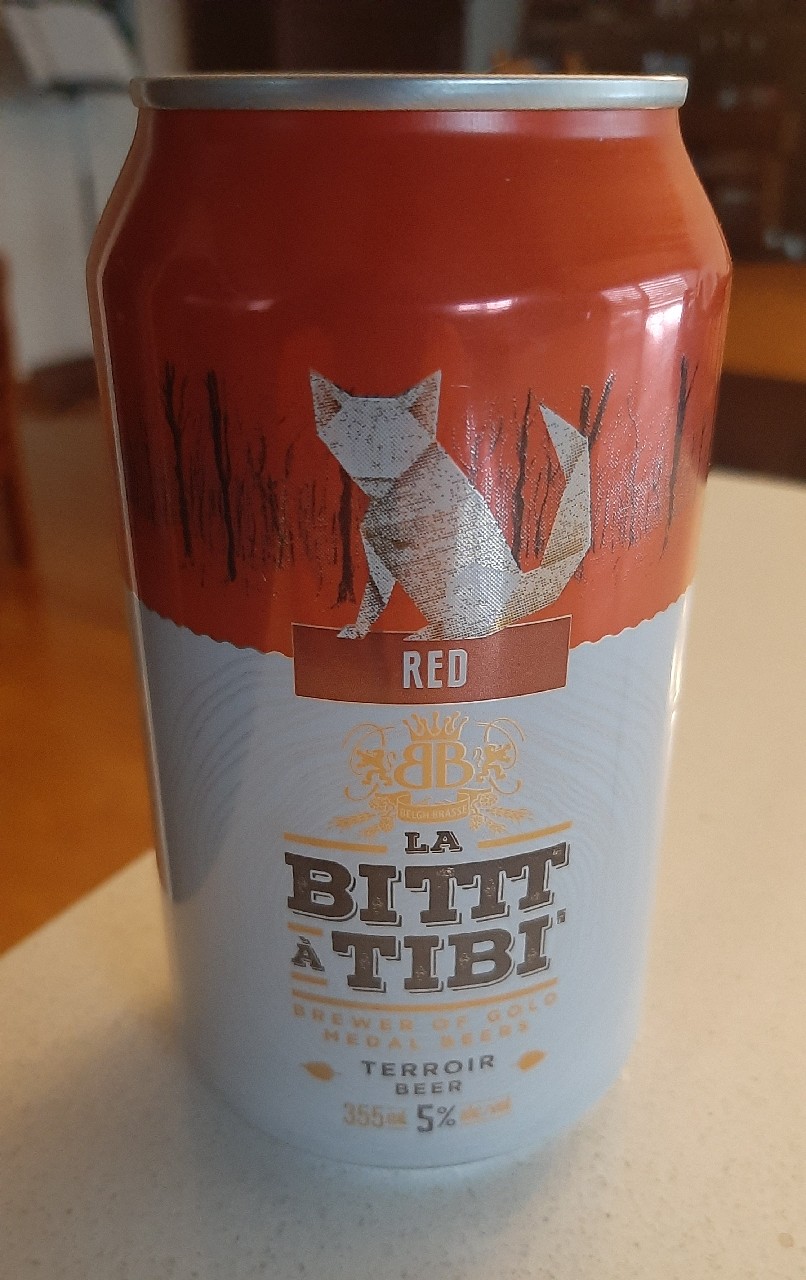 RED
BB
BELGH BRASSE
LA
BITTT
À TIBI
BREWER OF GOLD
MEDAL BEERS
TERROIR
BEER
355 mL 5% alc/vol